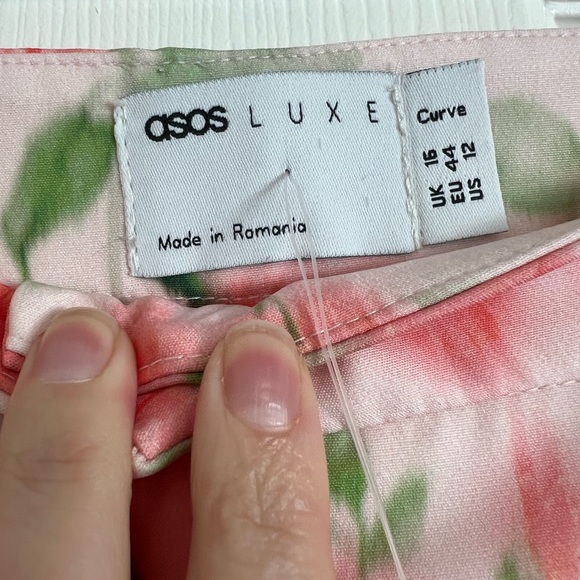 asos LUXE
Made in Romania
Curve
UK 16
EU 44
US 12